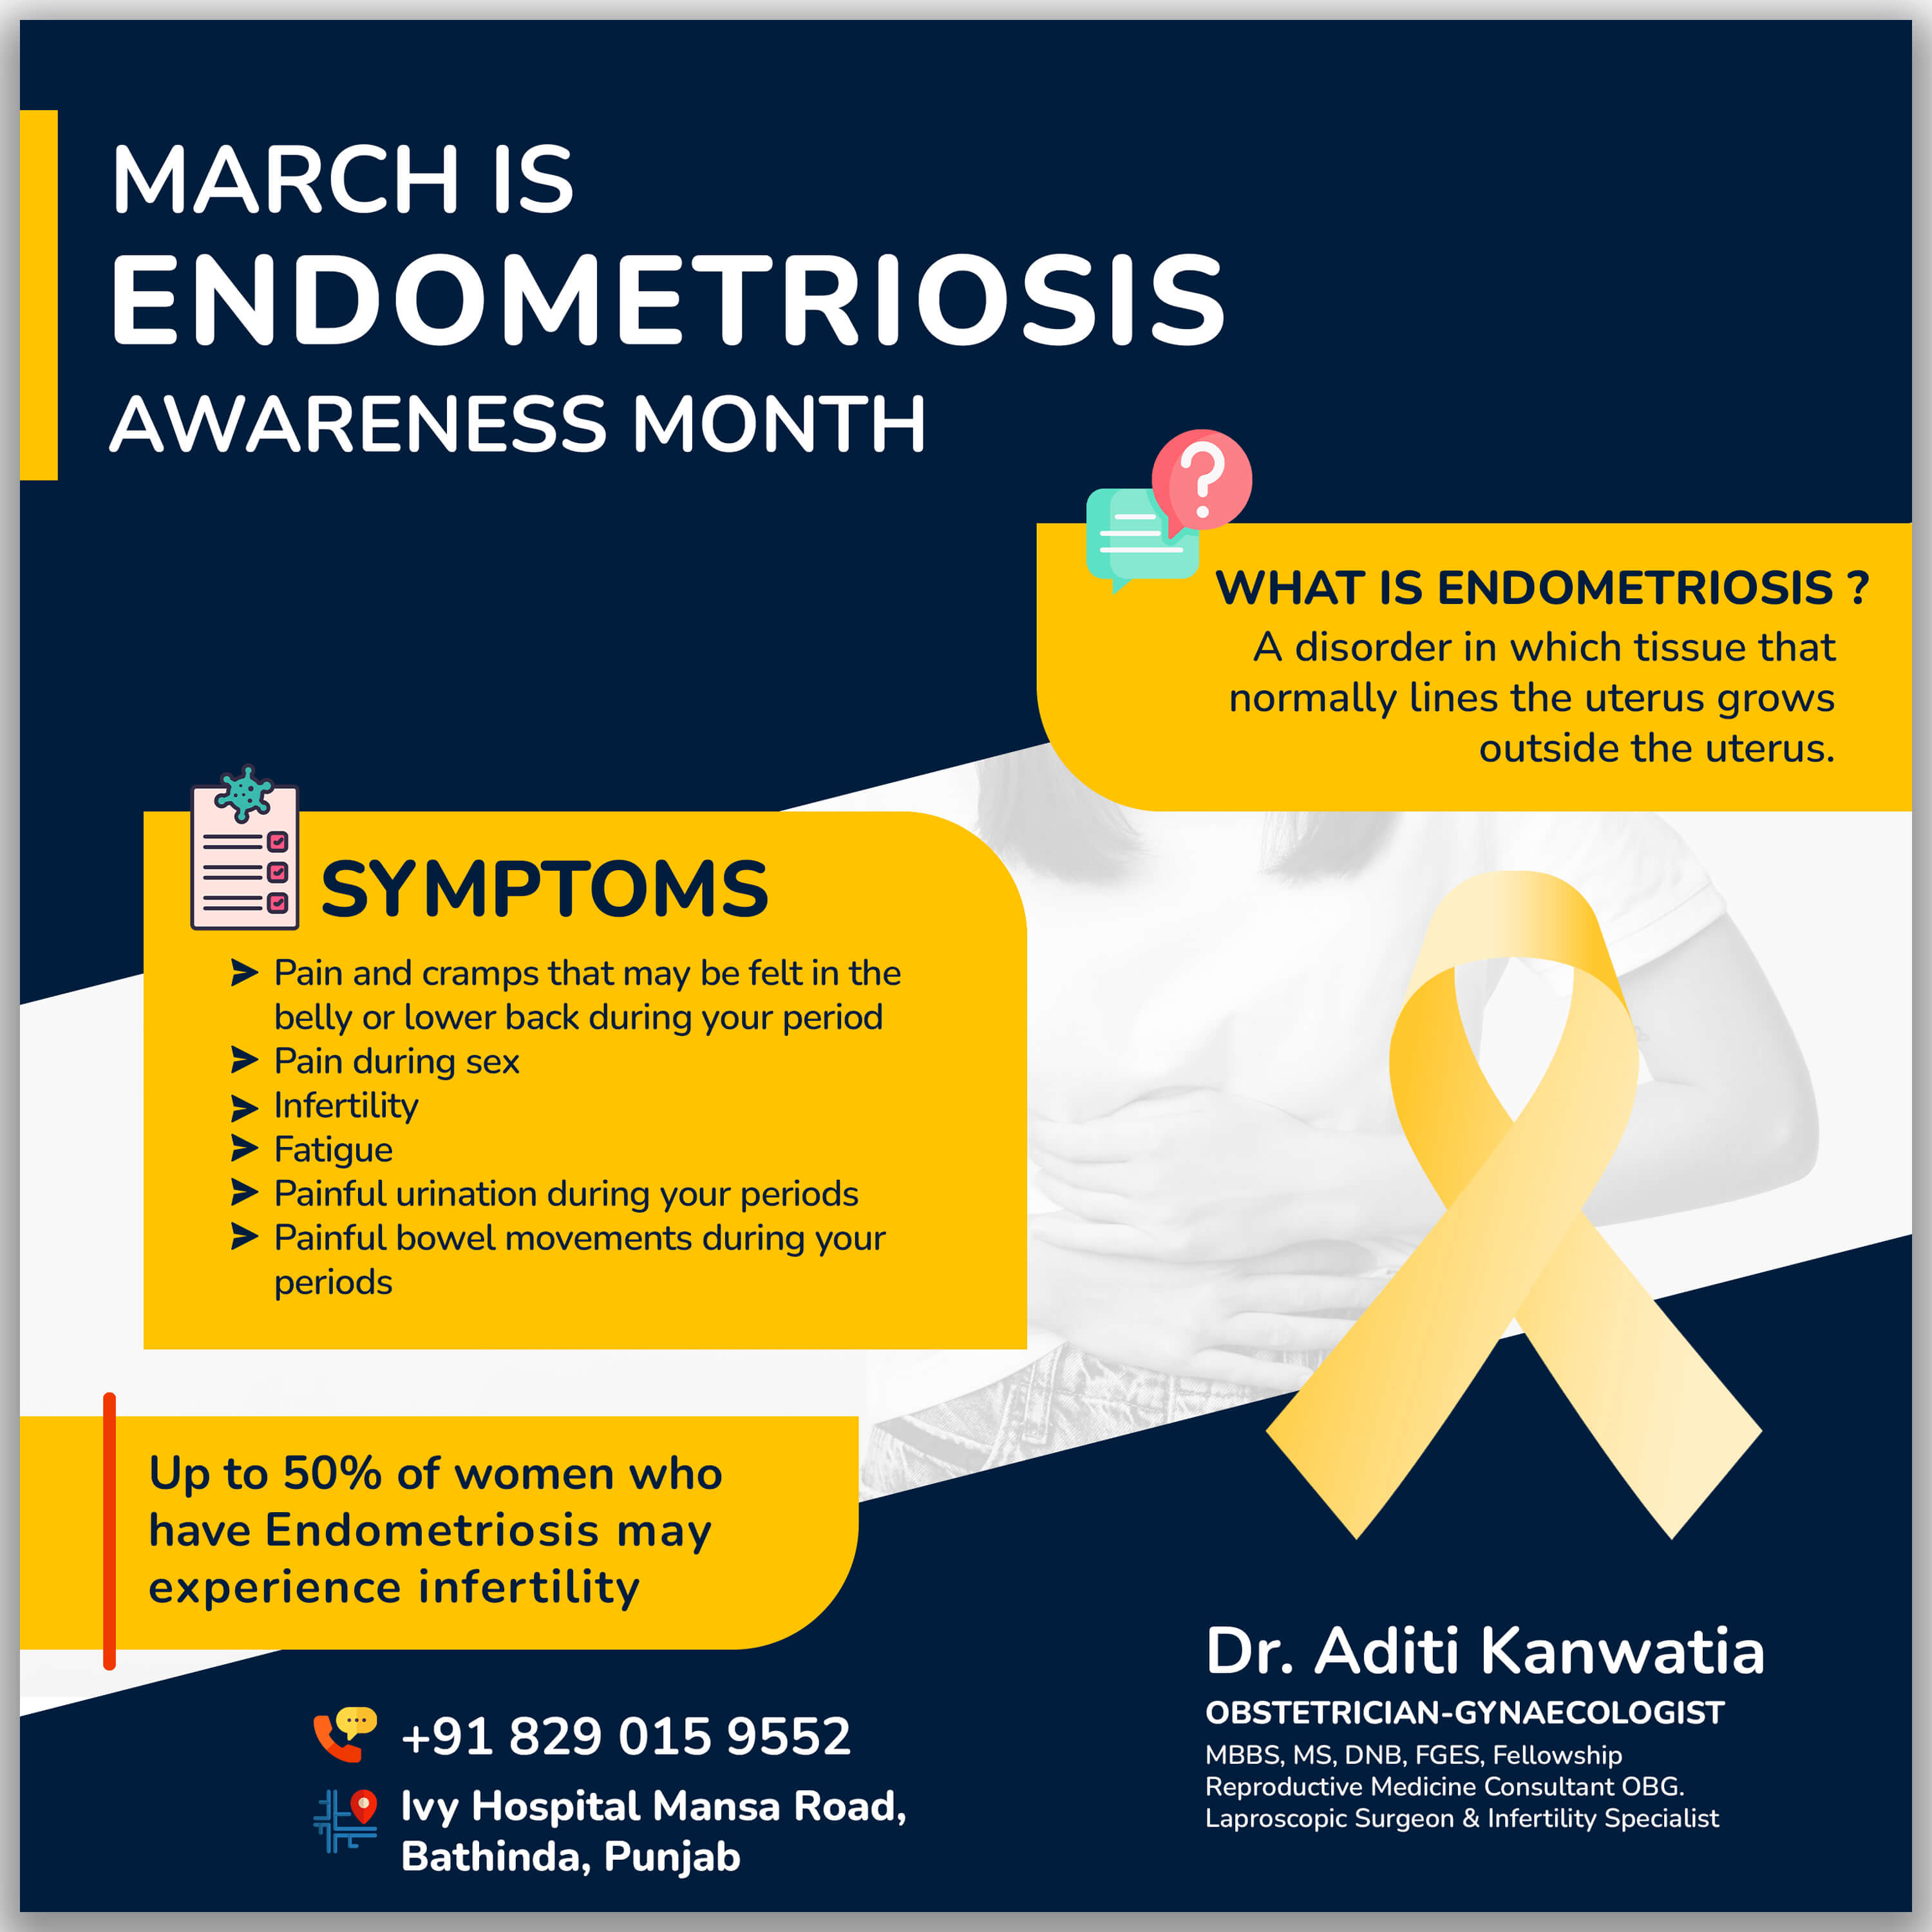 MARCH IS
ENDOMETRIOSIS
AWARENESS MONTH
WHAT IS ENDOMETRIOSIS ?
A disorder in which tissue that
normally lines the uterus grows
outside the uterus.
SYMPTOMS
➤ Pain and cramps that may be felt in the
belly or lower back during your period
➤ Pain during sex
➤ Infertility
➤ Fatigue
➤ Painful urination during your periods
➤ Painful bowel movements during your
periods
Up to 50% of women who
have Endometriosis may
experience infertility
+91 829 015 9552
Ivy Hospital Mansa Road,
Bathinda, Punjab
Dr. Aditi Kanwatia
OBSTETRICIAN-GYNAECOLOGIST
MBBS, MS, DNB, FGES, Fellowship
Reproductive Medicine Consultant OBG.
Laproscopic Surgeon & Infertility Specialist